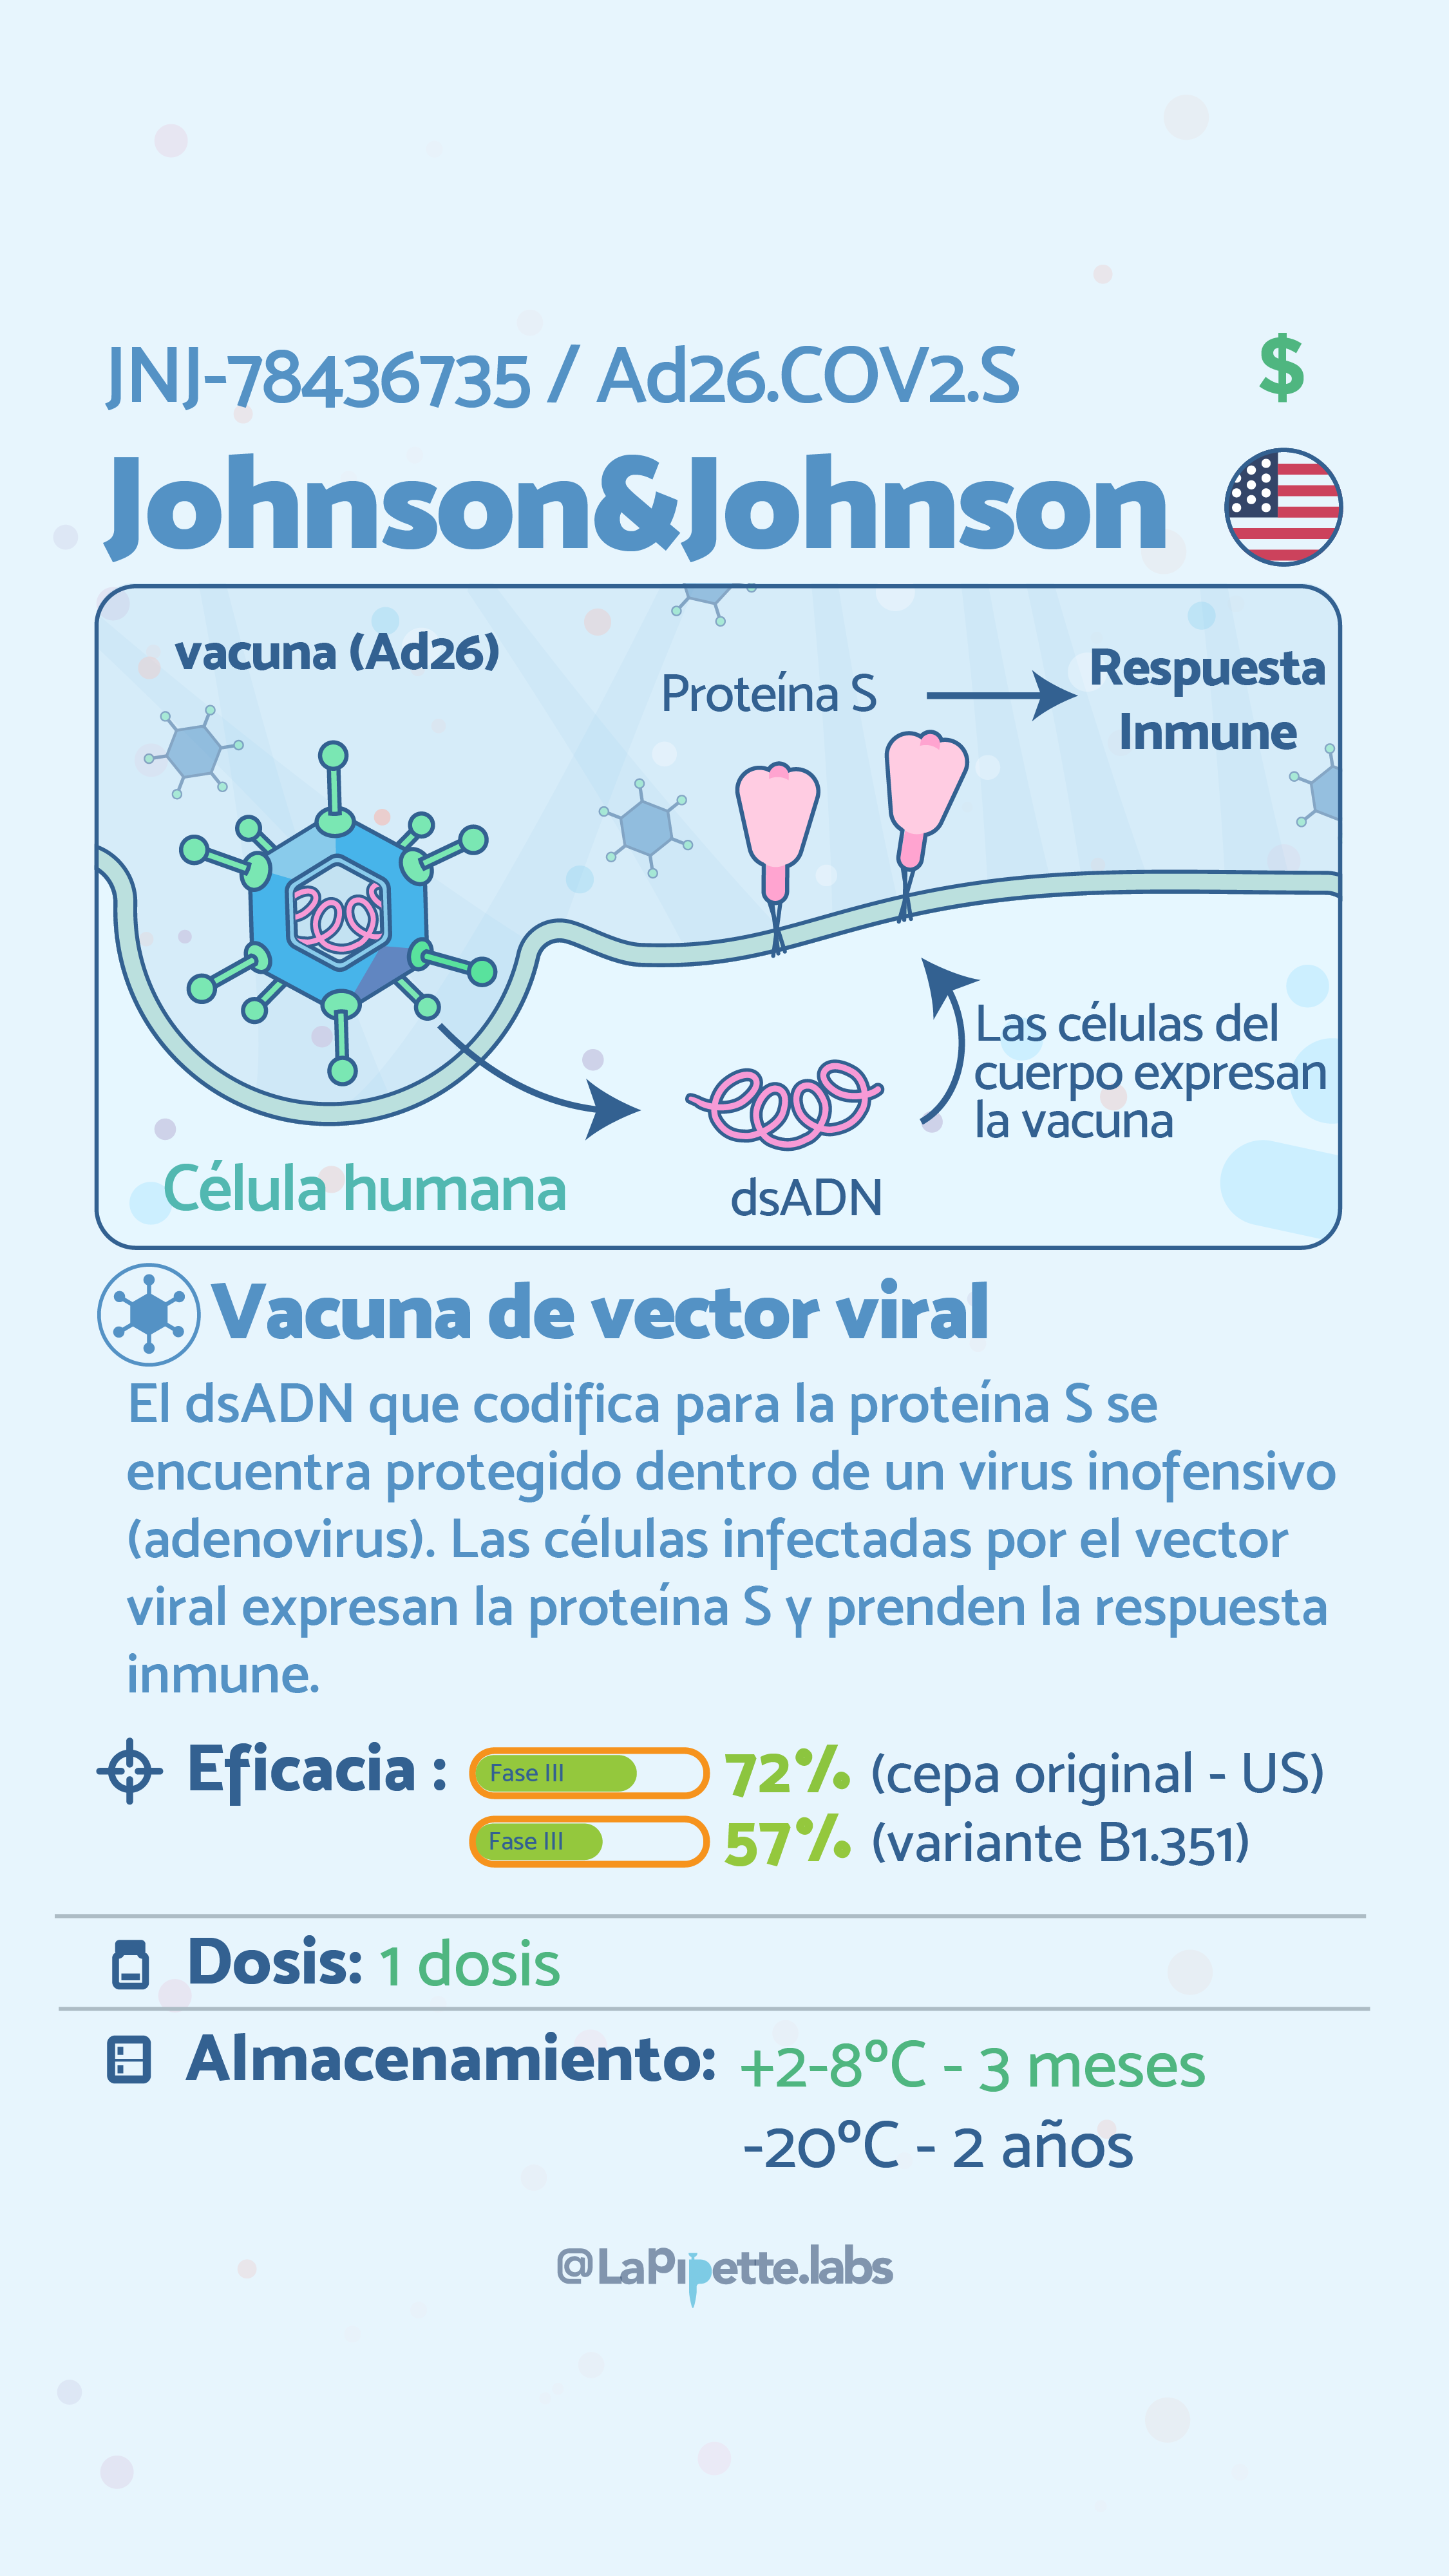 JNJ-78436735 / Ad26.COV2.S
$
Johnson&Johnson
vacuna (Ad26)
Proteína S
Respuesta
Inmune
Las células del
cuerpo expresan
la vacuna
Célula humana
dsADN
Vacuna de vector viral
El dsADN que codifica para la proteína S se
encuentra protegido dentro de un virus inofensivo
(adenovirus). Las células infectadas por el vector
viral expresan la proteína S y prenden la respuesta
inmune.
Eficacia : Fase III 72% (cepa original - US)
Fase III 57% (variante B1.351)
Dosis: 1 dosis
Almacenamiento: +2-8ºC - 3 meses
-20ºC - 2 años
@LaPipette.labs